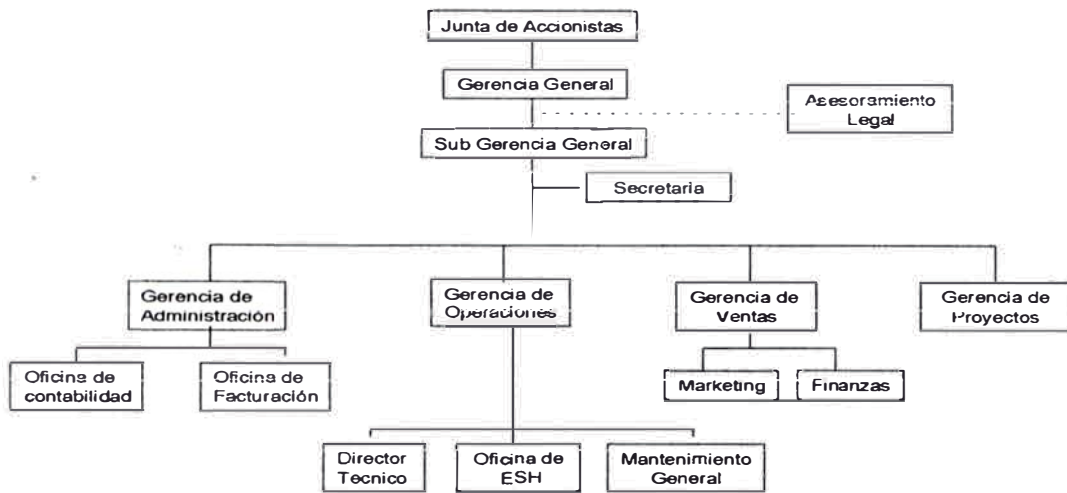 Junta de Accionistas
Gerencia General
Asesoramiento
Legal
Sub Gerencia General
Secretaria
Gerencia de
Administración
Gerencia de
Operaciones
Gerencia de
Ventas
Gerencia de
Proyectos
Oficina de
contabilidad
Oficina de
Facturación
Marketing
Finanzas
Director
Tecnico
Oficina de
ESH
Mantenimiento
General